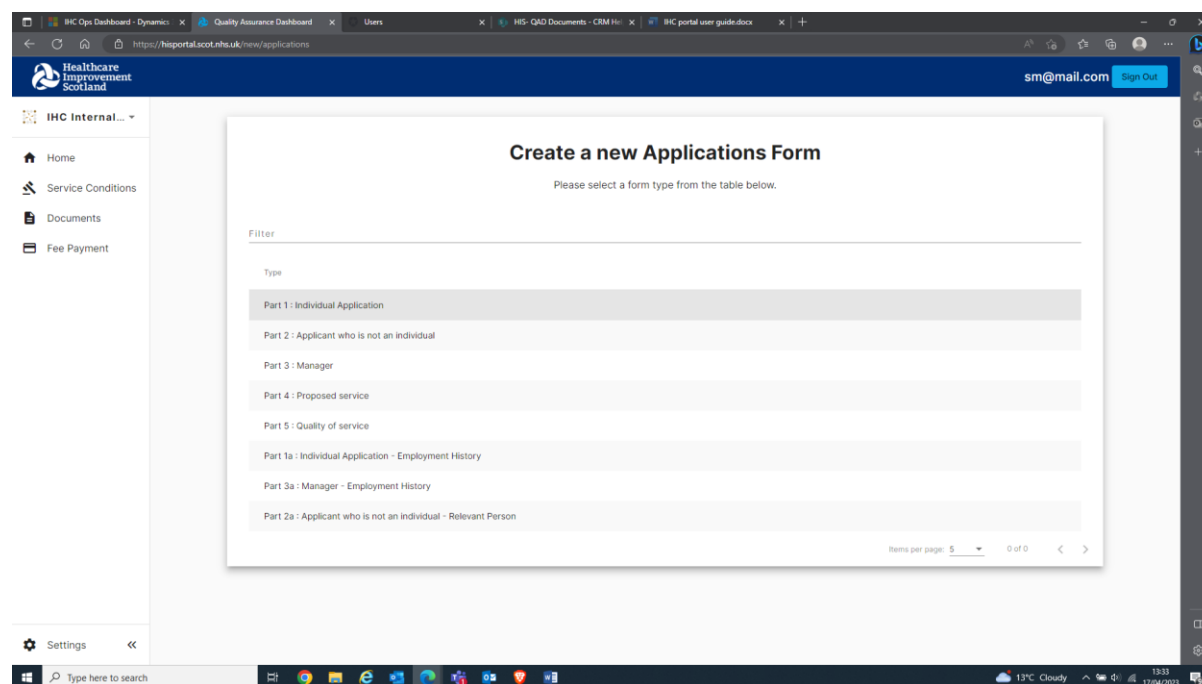 IHC Ops Dashboard - Dynamics
Quality Assurance Dashboard
Users
HIS- QAD Documents - CRM Hel
IHC portal user guide.docx
https://hisportal.scot.nhs.uk/new/applications
Healthcare
Improvement
Scotland
sm@mail.com
Sign Out
IHC Internal...
Home
Service Conditions
Documents
Fee Payment
Create a new Applications Form
Please select a form type from the table below.
Filter
Type
Part 1 : Individual Application
Part 2 : Applicant who is not an individual
Part 3 : Manager
Part 4 : Proposed service
Part 5 : Quality of service
Part 1a : Individual Application - Employment History
Part 3a : Manager - Employment History
Part 2a : Applicant who is not an individual - Relevant Person
Items per page: 5
0 of 0
Settings
Type here to search
13°C Cloudy
13:33
17/04/2023